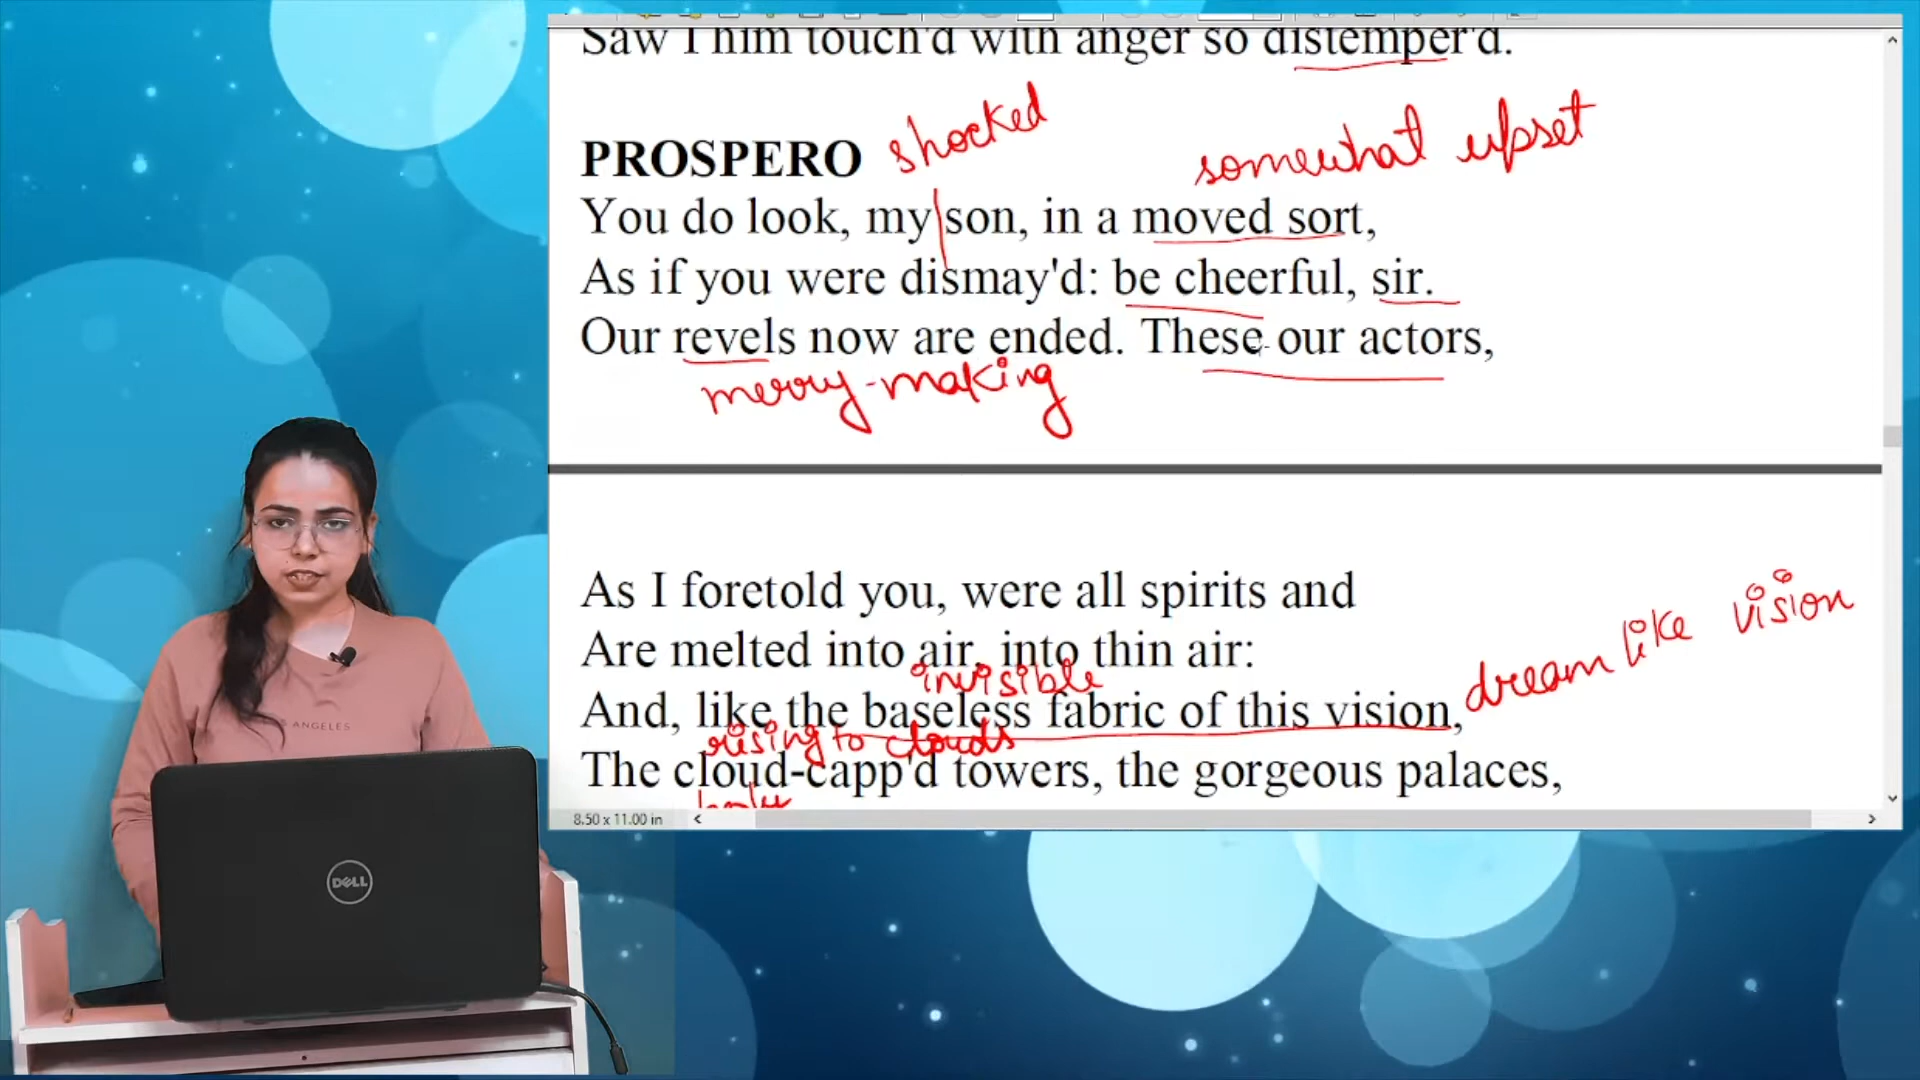 Saw I him touch'd with anger so distemper'd.
shocked
somewhat upset
PROSPERO
You do look, my son, in a moved sort,
As if you were dismay'd: be cheerful, sir.
Our revels now are ended. These our actors,
merry-making
As I foretold you, were all spirits and
Are melted into air, into thin air:
invisible
dream like vision
And, like the baseless fabric of this vision,
rising to clouds
The cloud-capp'd towers, the gorgeous palaces,
8.50 x 11.00 in
S ANGELES
DELL